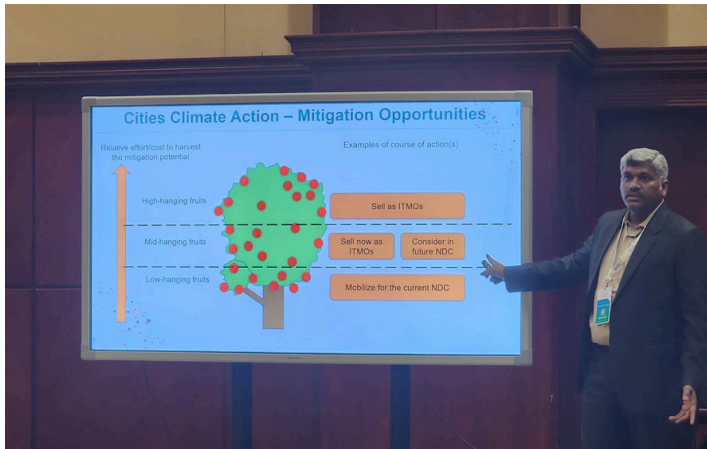 Cities Climate Action – Mitigation Opportunities
Relative effort/cost to harvest
the mitigation potential
Examples of course of action(s)
High-hanging fruits
Sell as ITMOs
Mid-hanging fruits
Sell now as
ITMOs
Consider in
future NDC
Low-hanging fruits
Mobilize for the current NDC